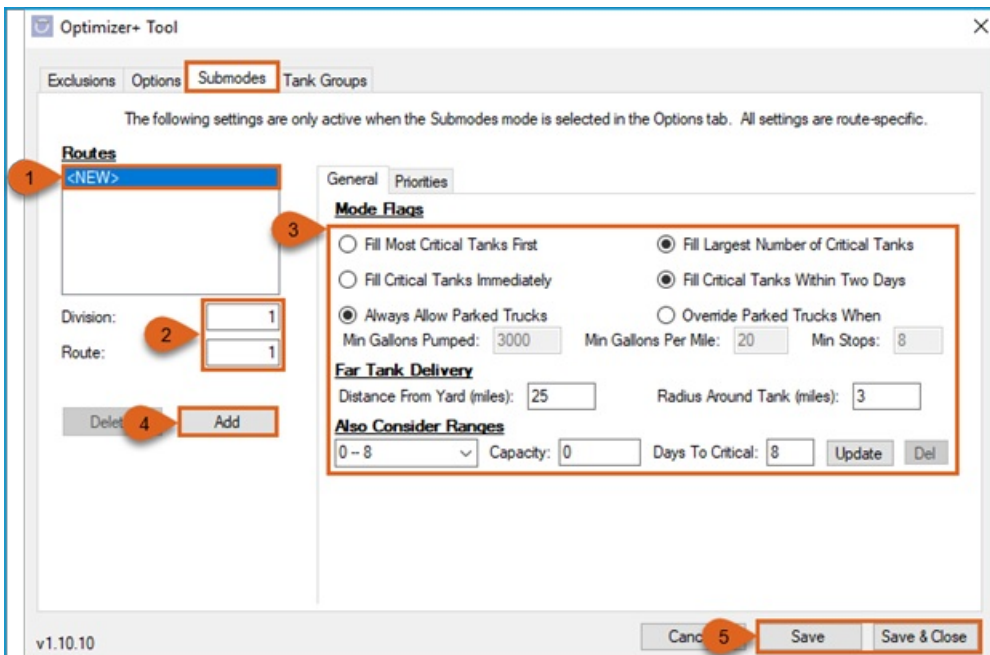 Optimizer+ Tool
Exclusions Options Submodes Tank Groups
The following settings are only active when the Submodes mode is selected in the Options tab. All settings are route-specific.
Routes
1 <NEW>
General Priorities
Mode Flags
3
Fill Most Critical Tanks First Fill Largest Number of Critical Tanks
Fill Critical Tanks Immediately Fill Critical Tanks Within Two Days
Division: 1 Always Allow Parked Trucks Override Parked Trucks When
2
Route: 1 Min Gallons Pumped: 3000 Min Gallons Per Mile: 20 Min Stops: 8
Far Tank Delivery
Distance From Yard (miles): 25 Radius Around Tank (miles): 3
4 Add
Also Consider Ranges
0 -- 8 Capacity: 0 Days To Critical: 8 Update Del
v1.10.10 5 Save Save & Close